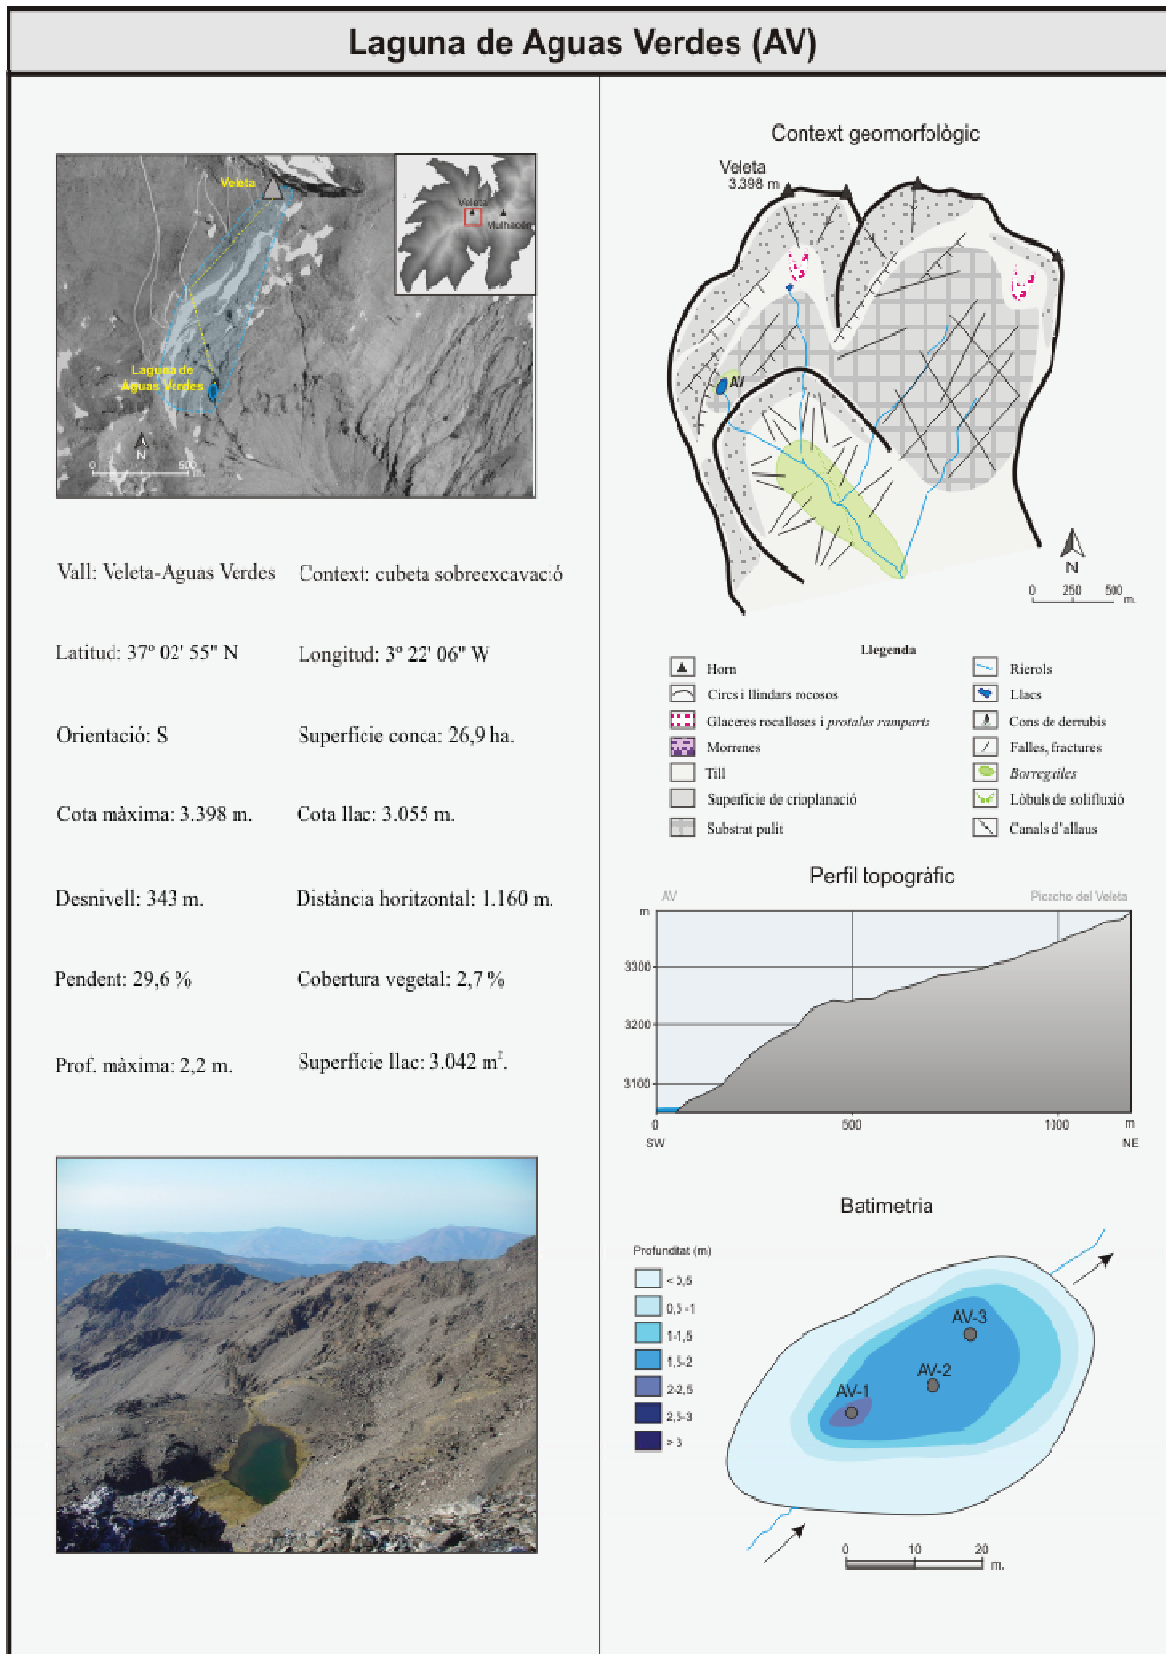 Laguna de Aguas Verdes (AV)
Veleta
Veleta
Mulhacén
Laguna de
Aguas Verdes
N
0 500
m.
Vall: Veleta-Aguas Verdes Context: cubeta sobreexcavació
Latitud: 37º 02' 55" N Longitud: 3º 22' 06" W
Orientació: S Superfície conca: 26,9 ha.
Cota màxima: 3.398 m. Cota llac: 3.055 m.
Desnivell: 343 m. Distància horitzontal: 1.160 m.
Pendent: 29,6 % Cobertura vegetal: 2,7 %
Prof. màxima: 2,2 m. Superfície llac: 3.042 m².
Context geomorfològic
Veleta
3.398 m
AV
N
0 250 500
m.
Llegenda
Horn
Circs i llindars rocosos
Glaceres rocalloses i protalus ramparts
Morrenes
Till
Superfície de crioplanació
Substrat pulit
Rierols
Llacs
Cons de derrubis
Falles, fractures
Borreguiles
Lòbuls de solifluxió
Canals d'allaus
Perfil topogràfic
AV Picacho del Veleta
m
3300
3200
3100
0 500 1000 m
SW NE
Batimetria
Profunditat (m)
< 0,5
0,5-1
1-1,5
1,5-2
2-2,5
2,5-3
> 3
AV-3
AV-2
AV-1
0 10 20
m.